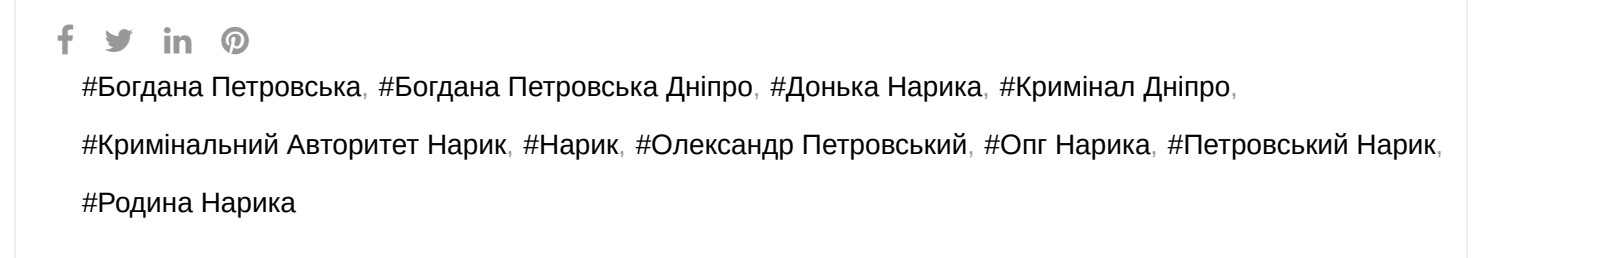 #Богдана Петровська, #Богдана Петровська Дніпро, #Донька Нарика, #Кримінал Дніпро,
#Кримінальний Авторитет Нарик, #Нарик, #Олександр Петровський, #Опг Нарика, #Петровський Нарик,
#Родина Нарика